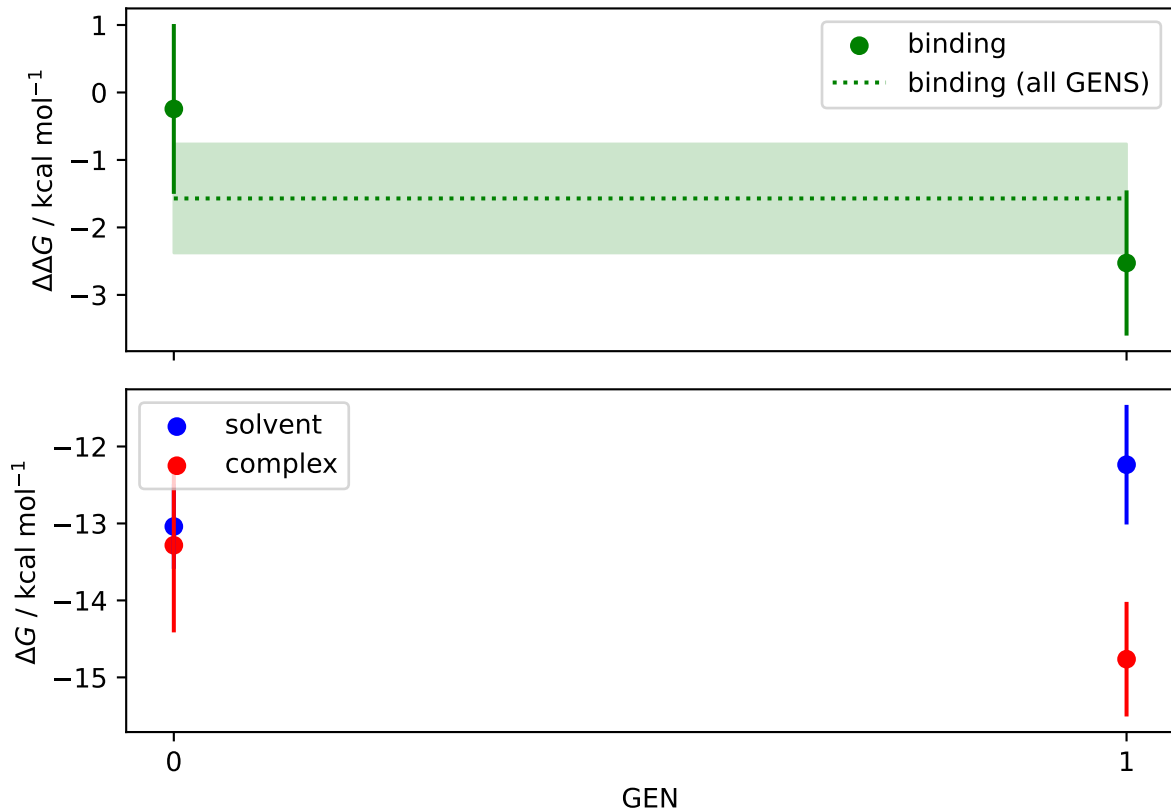 1
0
−1
−2
−3
ΔΔG / kcal mol⁻¹
binding
binding (all GENS)
−12
−13
−14
−15
ΔG / kcal mol⁻¹
solvent
complex
0
1
GEN